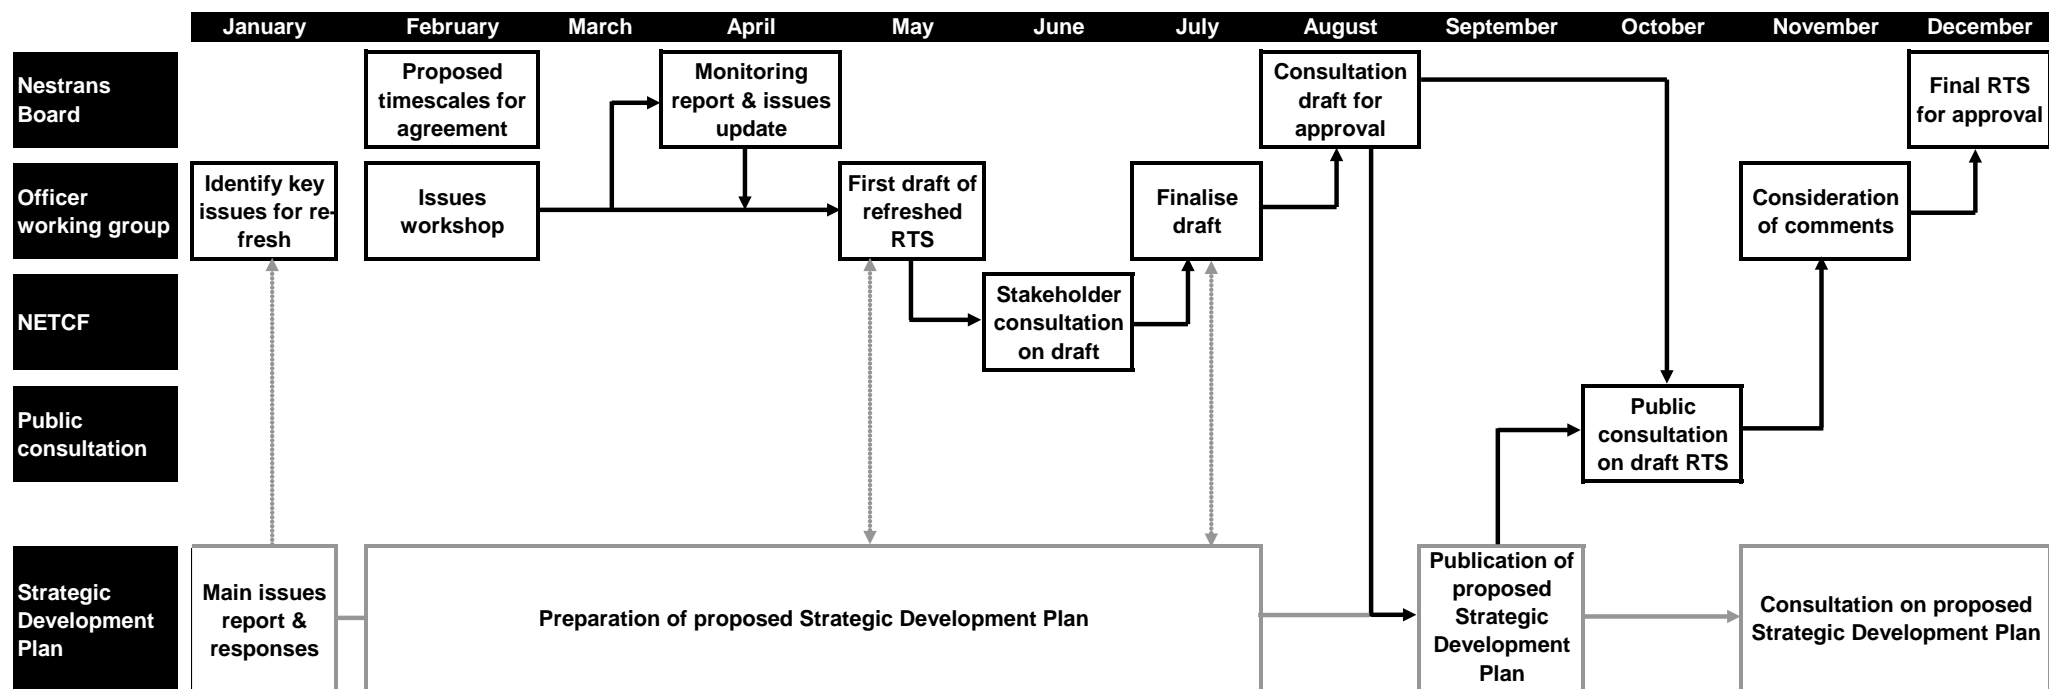 January February March April May June July August September October November December
Nestrans
Board
Proposed
timescales for
agreement
Monitoring
report & issues
update
Consultation
draft for
approval
Final RTS
for approval
Officer
working group
Identify key
issues for re-
fresh
Issues
workshop
First draft of
refreshed
RTS
Finalise
draft
Consideration
of comments
NETCF
Stakeholder
consultation
on draft
Public
consultation
Public
consultation
on draft RTS
Strategic
Development
Plan
Main issues
report &
responses
Preparation of proposed Strategic Development Plan
Publication of
proposed
Strategic
Development
Plan
Consultation on proposed
Strategic Development Plan